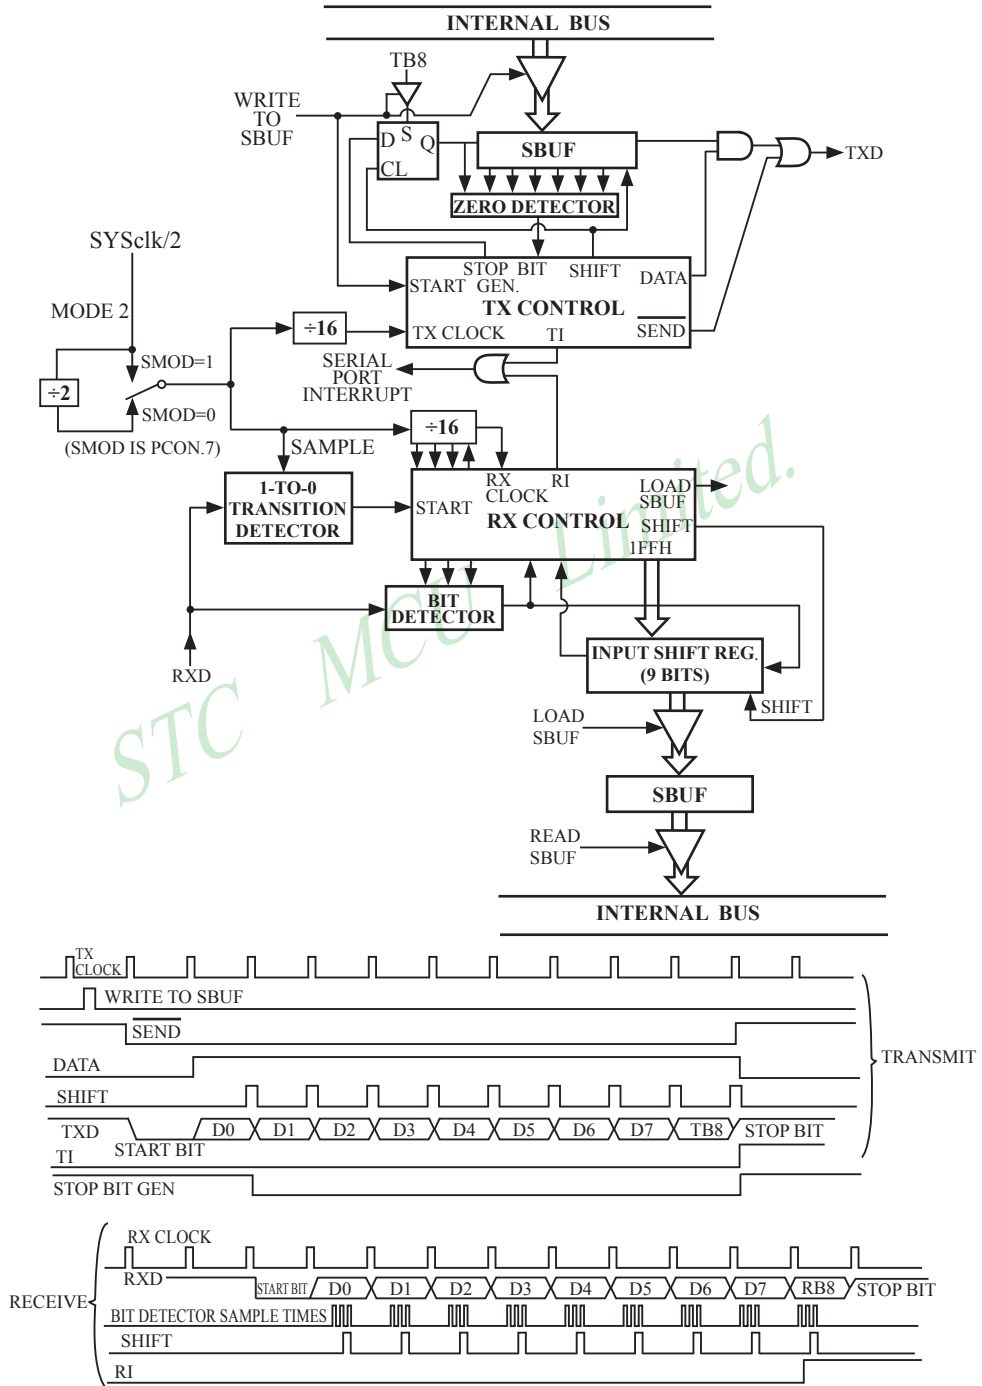 INTERNAL BUS
TB8
WRITE
TO
SBUF
D S Q
CL
SBUF
TXD
ZERO DETECTOR
SYSclk/2
STOP BIT
GEN.
SHIFT
DATA
START
TX CONTROL
MODE 2
÷16
TX CLOCK
TI
SEND
SERIAL
PORT
INTERRUPT
SMOD=1
÷2
SMOD=0
(SMOD IS PCON.7)
SAMPLE
÷16
1-TO-0
TRANSITION
DETECTOR
RX
CLOCK
RI
LOAD
SBUF
START
RX CONTROL
SHIFT
1FFH
BIT
DETECTOR
RXD
INPUT SHIFT REG.
(9 BITS)
SHIFT
LOAD
SBUF
SBUF
READ
SBUF
INTERNAL BUS
STC MCU Limited.
TX
CLOCK
WRITE TO SBUF
SEND
DATA
TRANSMIT
SHIFT
TXD
START BIT
D0 D1 D2 D3 D4 D5 D6 D7 TB8 STOP BIT
TI
STOP BIT GEN
RX CLOCK
RXD
START BIT D0 D1 D2 D3 D4 D5 D6 D7 RB8 STOP BIT
RECEIVE
BIT DETECTOR SAMPLE TIMES
SHIFT
RI